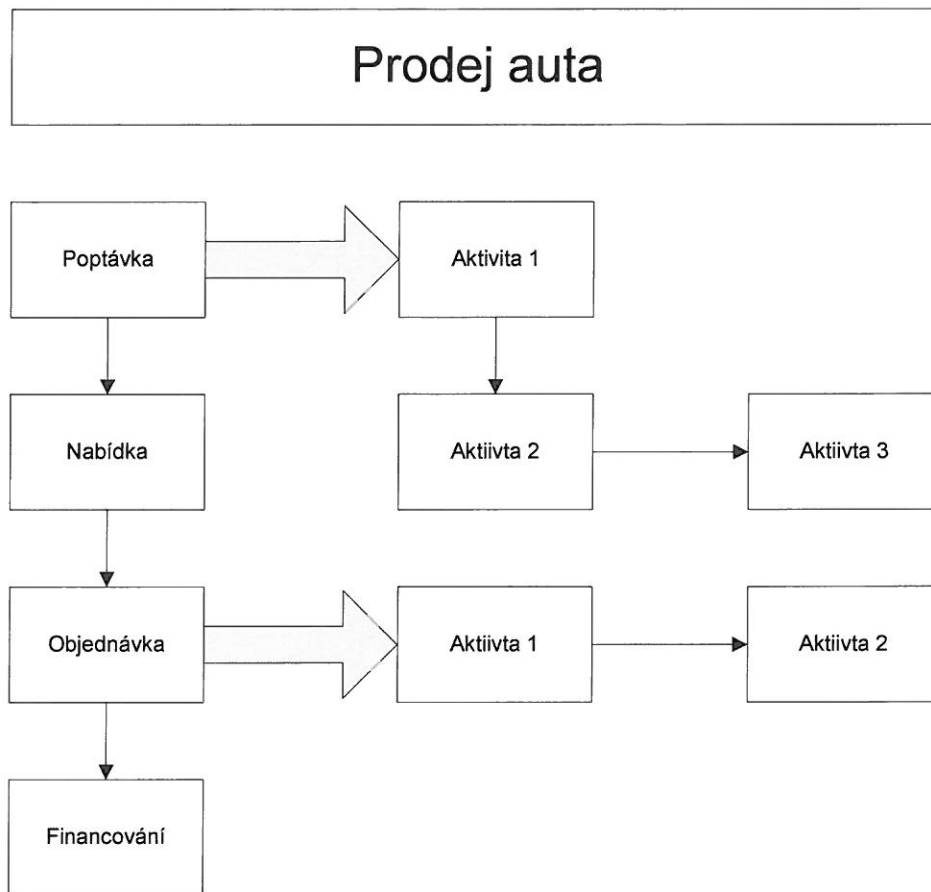 Prodej auta
Poptávka
Aktivita 1
Nabídka
Aktiivta 2
Aktiivta 3
Objednávka
Aktiivta 1
Aktiivta 2
Financování